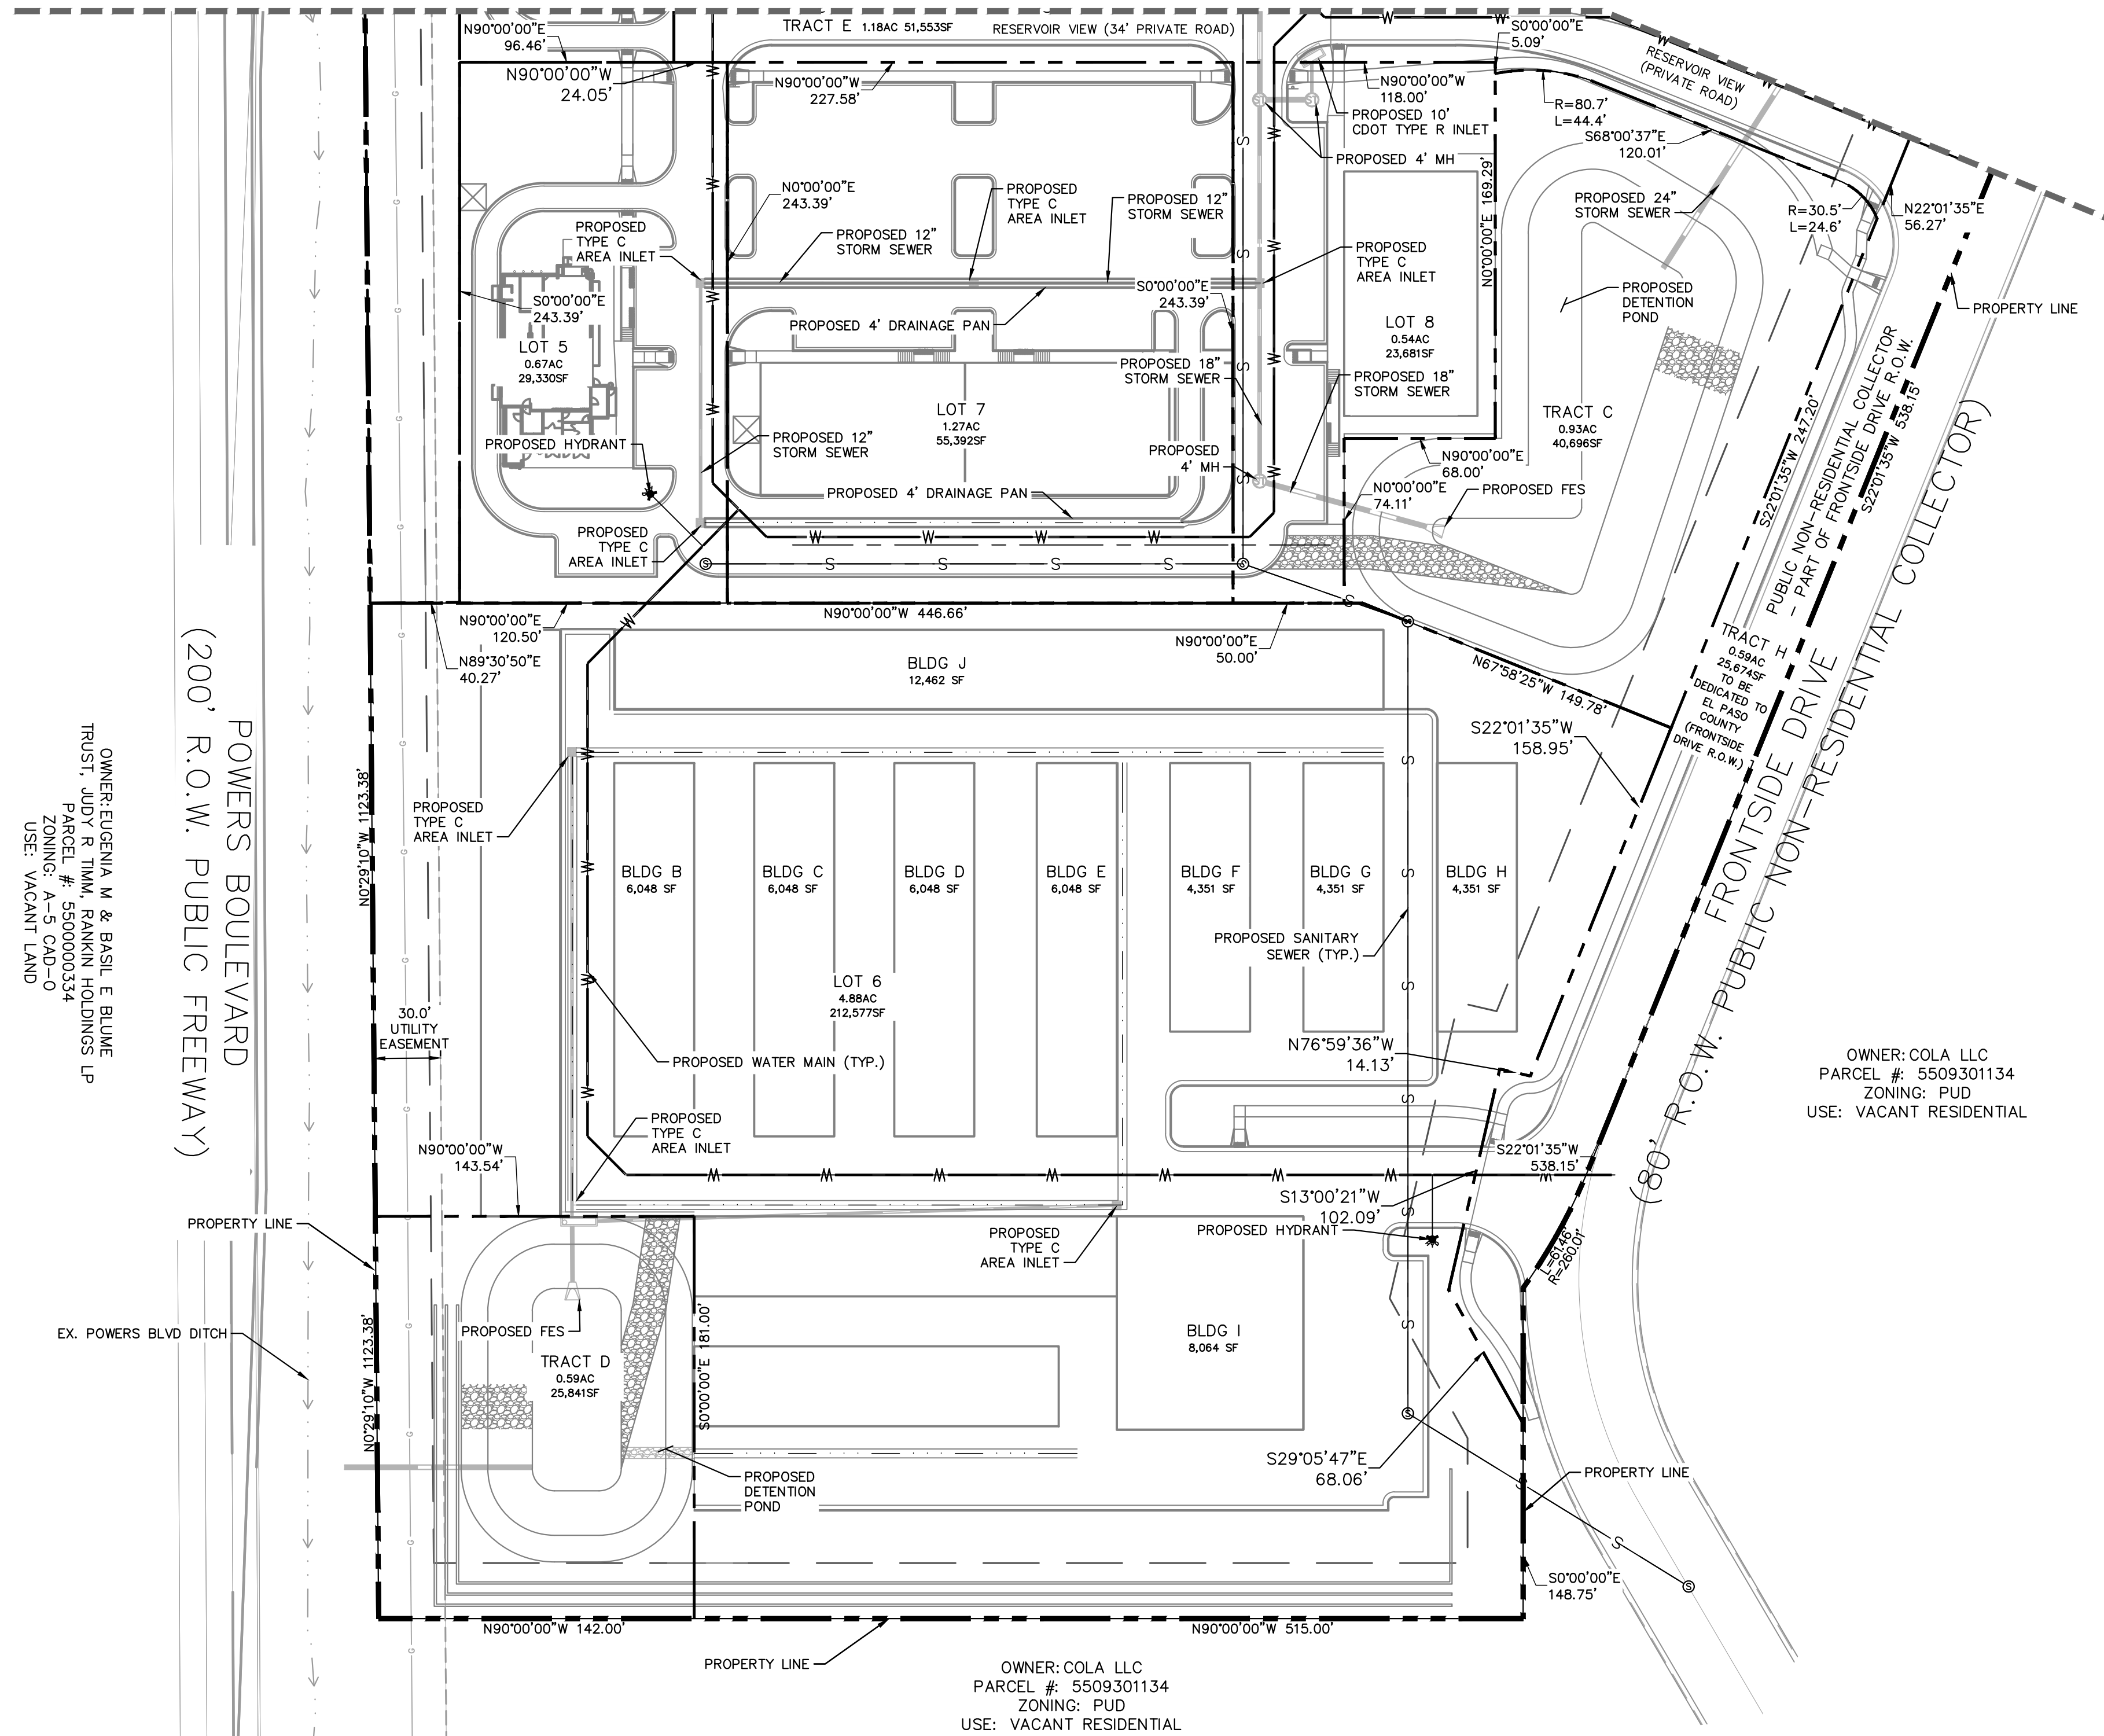 N90°00'00"E
96.46'
TRACT E 1.18AC 51,553SF
RESERVOIR VIEW (34' PRIVATE ROAD)
S0°00'00"E
5.09'
RESERVOIR VIEW
(PRIVATE ROAD)
N90°00'00"W
24.05'
N90°00'00"W
227.58'
N90°00'00"W
118.00'
PROPOSED 10'
CDOT TYPE R INLET
R=80.7'
L=44.4'
S68°00'37"E
120.01'
PROPOSED 4' MH
N0°00'00"E 169.29'
N0°00'00"E
243.39'
PROPOSED
TYPE C
AREA INLET
PROPOSED 12"
STORM SEWER
PROPOSED 24"
STORM SEWER
R=30.5'
L=24.6'
N22°01'35"E
56.27'
PROPOSED
TYPE C
AREA INLET
PROPOSED 12"
STORM SEWER
PROPOSED
TYPE C
AREA INLET
S0°00'00"E
243.39'
S0°00'00"E
243.39'
PROPOSED
DETENTION
POND
PROPERTY LINE
PROPOSED 4' DRAINAGE PAN
LOT 5
0.67AC
29,330SF
LOT 8
0.54AC
23,681SF
PROPOSED 18"
STORM SEWER
PROPOSED 18"
STORM SEWER
LOT 7
1.27AC
55,392SF
TRACT C
0.93AC
40,696SF
PROPOSED HYDRANT
PROPOSED 12"
STORM SEWER
PROPOSED
4' MH
N90°00'00"E
68.00'
N0°00'00"E
74.11'
PROPOSED FES
PROPOSED 4' DRAINAGE PAN
PROPOSED
TYPE C
AREA INLET
S22°01'35"W 247.20'
PUBLIC NON-RESIDENTIAL COLLECTOR
- PART OF FRONTSIDE DRIVE R.O.W.
S22°01'35"W 538.15'
N90°00'00"E
120.50'
N90°00'00"W 446.66'
N90°00'00"E
50.00'
N89°30'50"E
40.27'
N67°58'25"W 149.78'
TRACT H
0.59AC
25,674SF
TO BE
DEDICATED TO
EL PASO
COUNTY
(FRONTSIDE
DRIVE R.O.W.)
FRONTSIDE DRIVE
(80' R.O.W. PUBLIC NON-RESIDENTIAL COLLECTOR)
BLDG J
12,462 SF
S22°01'35"W
158.95'
POWERS BOULEVARD
(200' R.O.W. PUBLIC FREEWAY)
OWNER:EUGENIA M & BASIL E BLUME
TRUST, JUDY R TIMM, RANKIN HOLDINGS LP
PARCEL #: 5500000334
ZONING: A-5 CAD-O
USE: VACANT LAND
N0°29'10"W 1123.38'
PROPOSED
TYPE C
AREA INLET
BLDG B
6,048 SF
BLDG C
6,048 SF
BLDG D
6,048 SF
BLDG E
6,048 SF
BLDG F
4,351 SF
BLDG G
4,351 SF
BLDG H
4,351 SF
PROPOSED SANITARY
SEWER (TYP.)
LOT 6
4.88AC
212,577SF
30.0'
UTILITY
EASEMENT
PROPOSED WATER MAIN (TYP.)
N76°59'36"W
14.13'
OWNER: COLA LLC
PARCEL #: 5509301134
ZONING: PUD
USE: VACANT RESIDENTIAL
PROPOSED
TYPE C
AREA INLET
N90°00'00"W
143.54'
S22°01'35"W
538.15'
S13°00'21"W
102.09'
PROPERTY LINE
PROPOSED HYDRANT
PROPOSED
TYPE C
AREA INLET
L=61.46'
R=260.01'
EX. POWERS BLVD DITCH
PROPOSED FES
N0°29'10"W 1123.38'
S0°00'00"E 181.00'
TRACT D
0.59AC
25,841SF
BLDG I
8,064 SF
S29°05'47"E
68.06'
PROPOSED
DETENTION
POND
PROPERTY LINE
S0°00'00"E
148.75'
N90°00'00"W 142.00'
N90°00'00"W 515.00'
PROPERTY LINE
OWNER: COLA LLC
PARCEL #: 5509301134
ZONING: PUD
USE: VACANT RESIDENTIAL